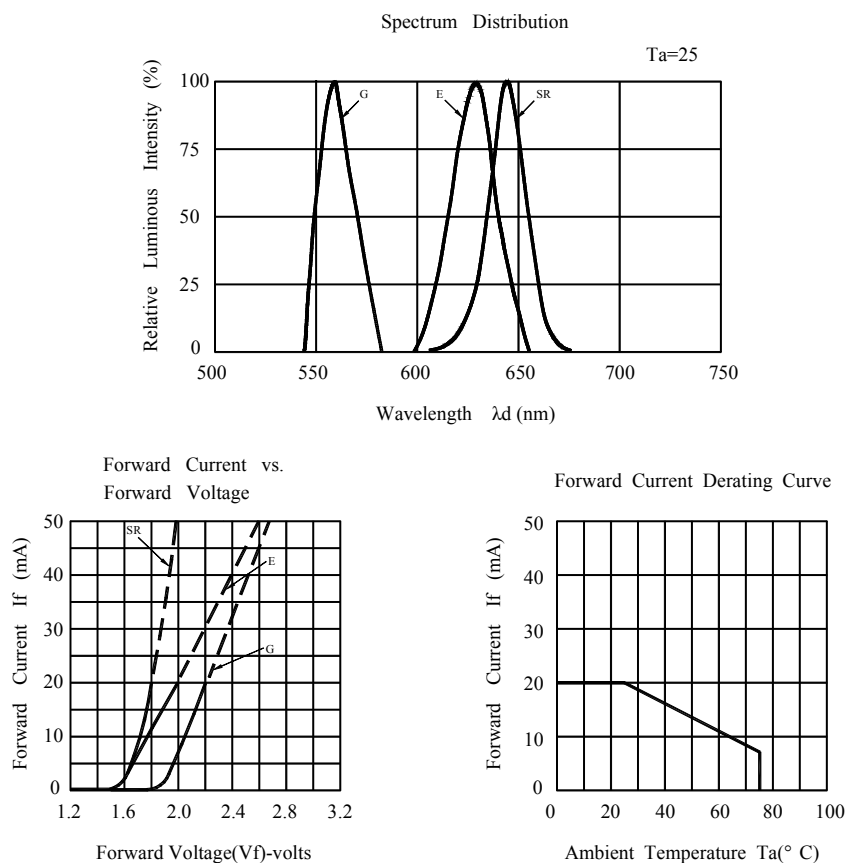 Spectrum Distribution
Ta=25
Relative Luminous Intensity (%)
100
75
50
25
0
G
E
SR
500 550 600 650 700 750
Wavelength λd (nm)
Forward Current vs.
Forward Voltage
Forward Current If (mA)
50
40
30
20
10
0
SR
E
G
1.2 1.6 2.0 2.4 2.8 3.2
Forward Voltage(Vf)-volts
Forward Current Derating Curve
Forward Current If (mA)
50
40
30
20
10
0
0 20 40 60 80 100
Ambient Temperature Ta(° C)